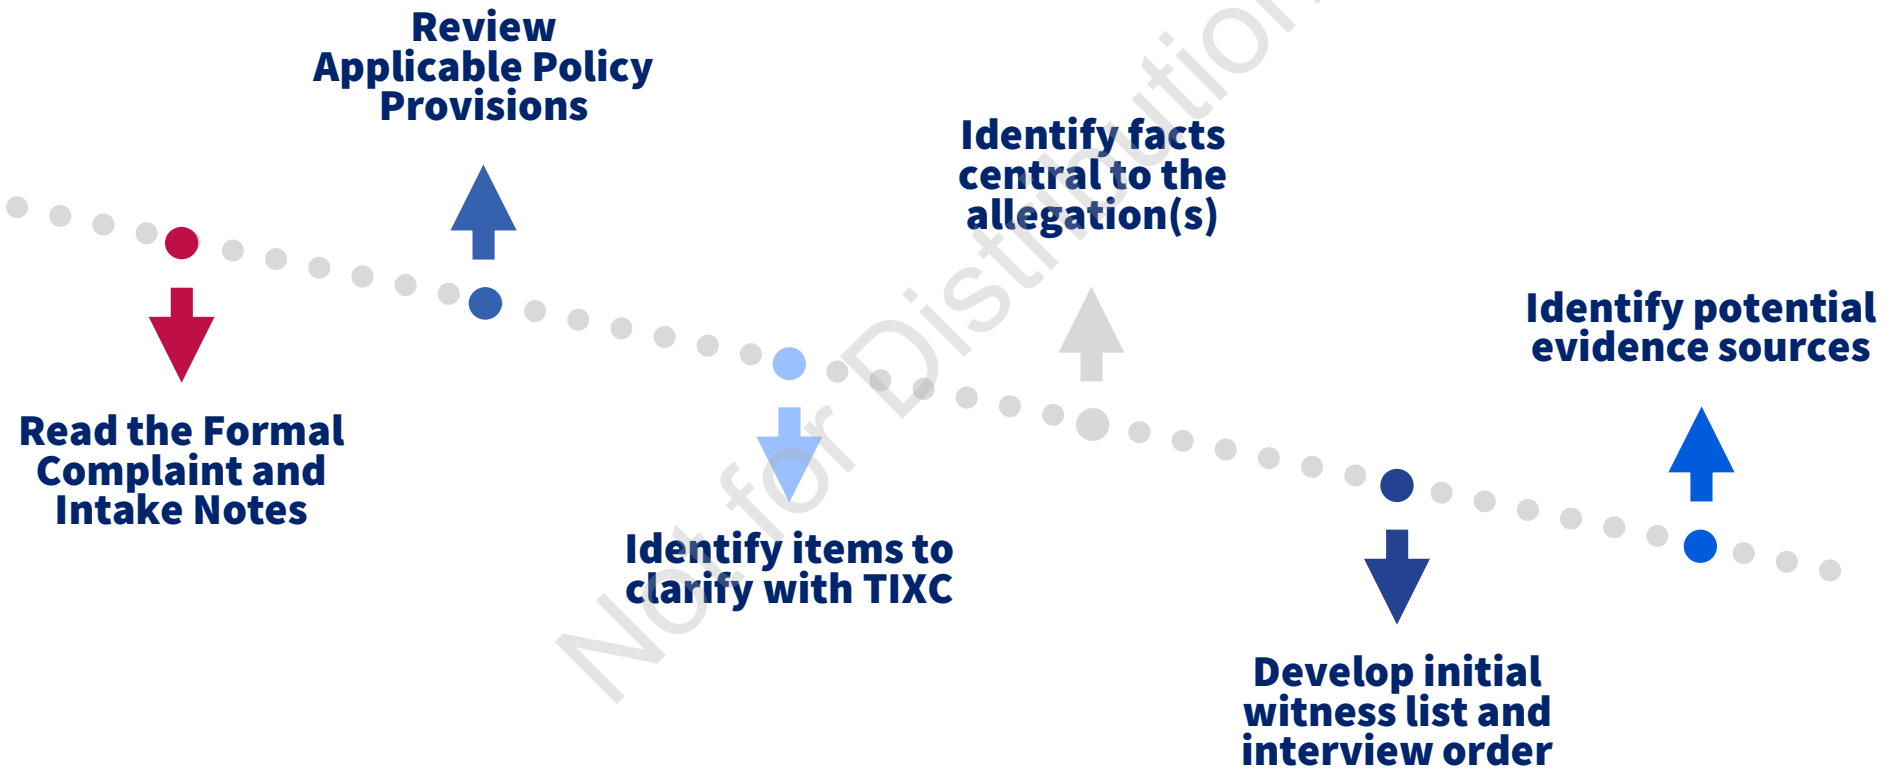 Review
Applicable Policy
Provisions
Identify facts
central to the
allegation(s)
Identify potential
evidence sources
Read the Formal
Complaint and
Intake Notes
Identify items to
clarify with TIXC
Develop initial
witness list and
interview order
Not for Distribution